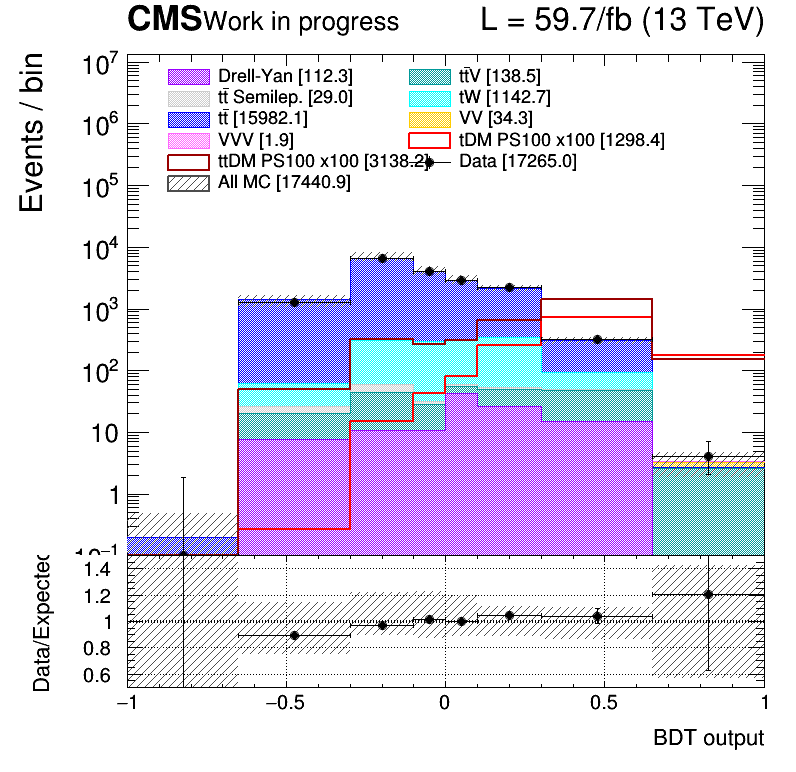 CMS Work in progress L = 59.7/fb (13 TeV)
Events / bin
10⁷
10⁶
10⁵
10⁴
10³
10²
10
1
10⁻¹
Drell-Yan [112.3] tt̄V [138.5]
tt̄ Semilep. [29.0] tW [1142.7]
tt̄ [15982.1] VV [34.3]
VVV [1.9] tDM PS100 x100 [1298.4]
ttDM PS100 x100 [3138.2] Data [17265.0]
All MC [17440.9]
Data/Expected
1.4
1.2
1
0.8
0.6
−1 −0.5 0 0.5 1
BDT output